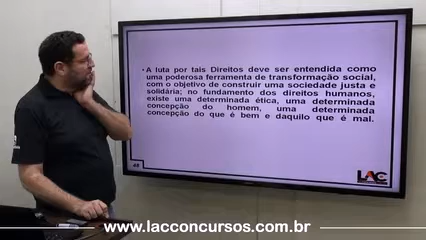 • A luta por tais Direitos deve ser entendida como
uma poderosa ferramenta de transformação social,
com o objetivo de construir uma sociedade justa e
solidária; no fundamento dos direitos humanos,
existe uma determinada ética, uma determinada
concepção do homem, uma determinada
concepção do que é bem e daquilo que é mal.
LAC
www.lacconcursos.com.br